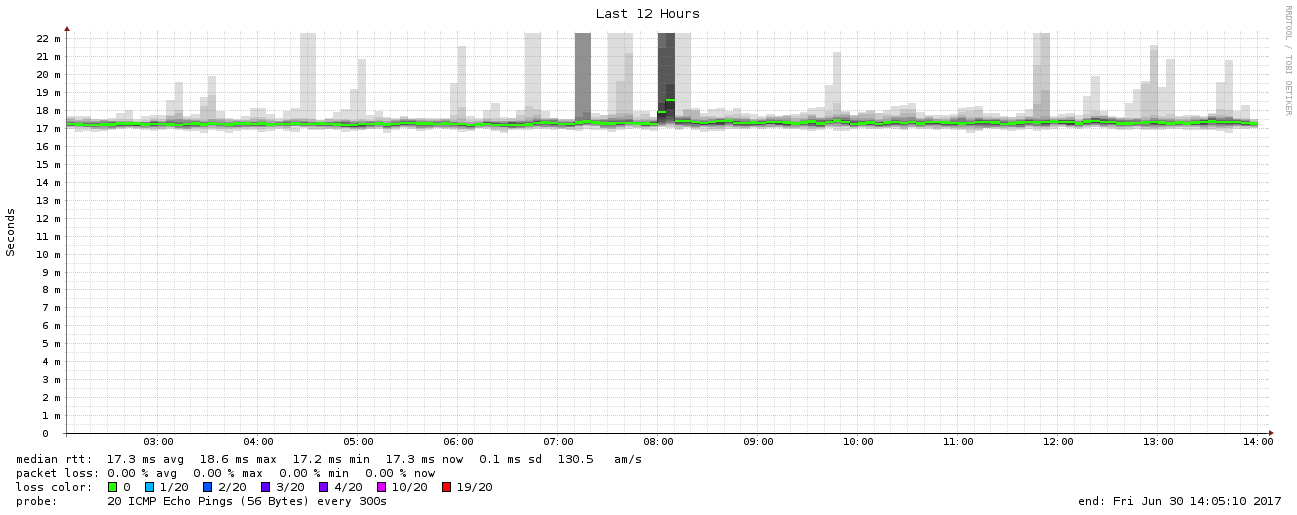 Last 12 Hours
RRDTOOL / TOBI OETIKER
Seconds
22 m
21 m
20 m
19 m
18 m
17 m
16 m
15 m
14 m
13 m
12 m
11 m
10 m
9 m
8 m
7 m
6 m
5 m
4 m
3 m
2 m
1 m
0
03:00 04:00 05:00 06:00 07:00 08:00 09:00 10:00 11:00 12:00 13:00 14:00
median rtt: 17.3 ms avg 18.6 ms max 17.2 ms min 17.3 ms now 0.1 ms sd 130.5 am/s
packet loss: 0.00 % avg 0.00 % max 0.00 % min 0.00 % now
loss color: 0 1/20 2/20 3/20 4/20 10/20 19/20
probe: 20 ICMP Echo Pings (56 Bytes) every 300s
end: Fri Jun 30 14:05:10 2017